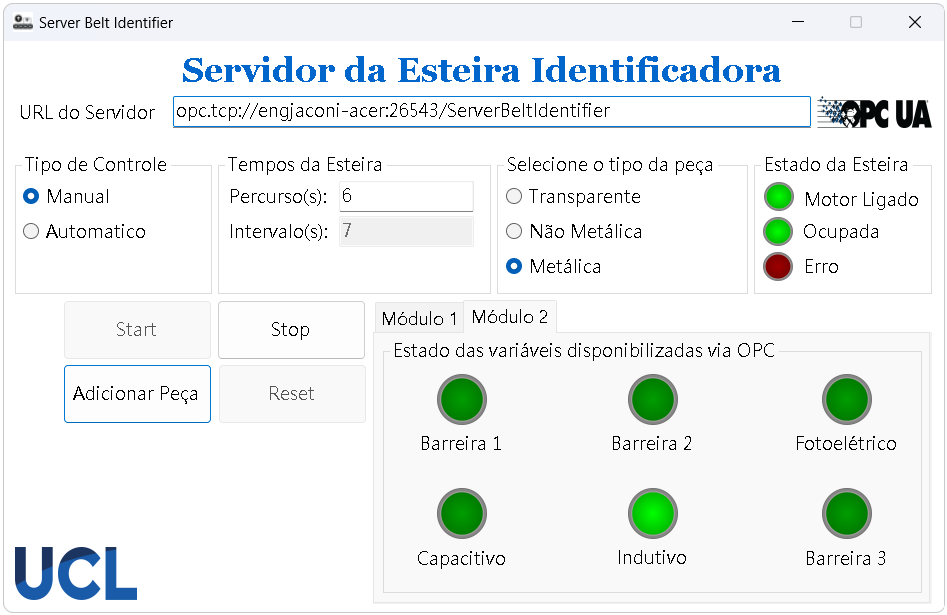 Server Belt Identifier
Servidor da Esteira Identificadora
URL do Servidor opc.tcp://engjaconi-acer:26543/ServerBeltIdentifier OPC UA
Tipo de Controle
Manual
Automatico
Tempos da Esteira
Percurso(s): 6
Intervalo(s): 7
Selecione o tipo da peça
Transparente
Não Metálica
Metálica
Estado da Esteira
Motor Ligado
Ocupada
Erro
Start Stop
Adicionar Peça Reset
Módulo 1 Módulo 2
Estado das variáveis disponibilizadas via OPC
Barreira 1 Barreira 2 Fotoelétrico
Capacitivo Indutivo Barreira 3
UCL